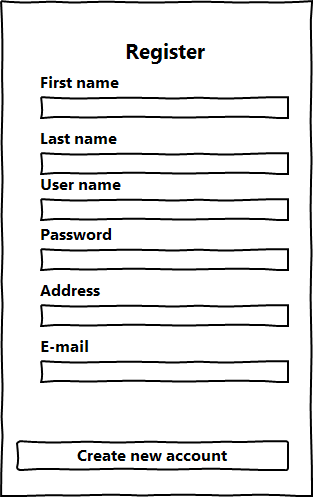 Register
First name
Last name
User name
Password
Address
E-mail
Create new account